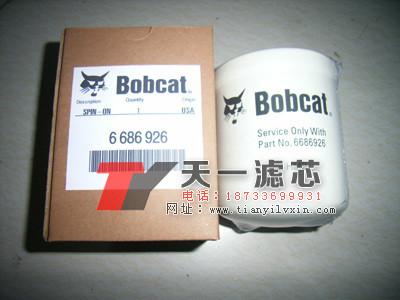 Bobcat
Description Quantity Origin
SPIN-ON 1 USA
6 686 926
Bobcat
Service Only With
Part No. 6686926
天一滤芯
电话:18733699931
网址:www.tianyilvxin.com